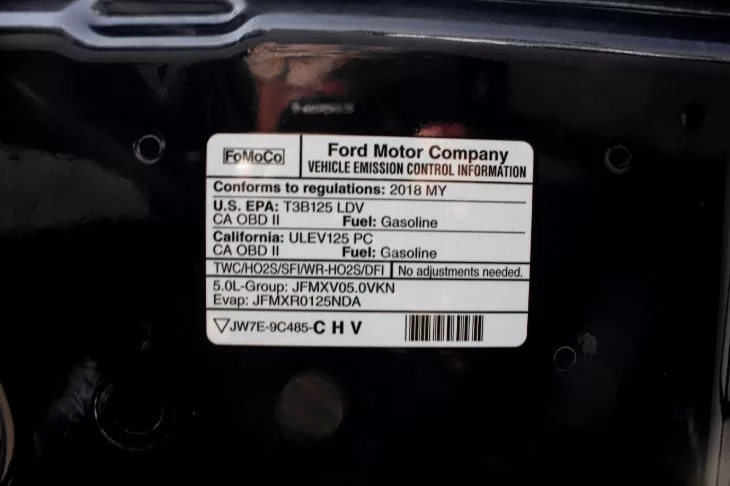 FoMoCo
Ford Motor Company
VEHICLE EMISSION CONTROL INFORMATION
Conforms to regulations: 2018 MY
U.S. EPA: T3B125 LDV
CA OBD II Fuel: Gasoline
California: ULEV125 PC
CA OBD II Fuel: Gasoline
TWC/HO2S/SFI/WR-HO2S/DFI No adjustments needed.
5.0L-Group: JFMXV05.0VKN
Evap: JFMXR0125NDA
JW7E-9C485-C H V